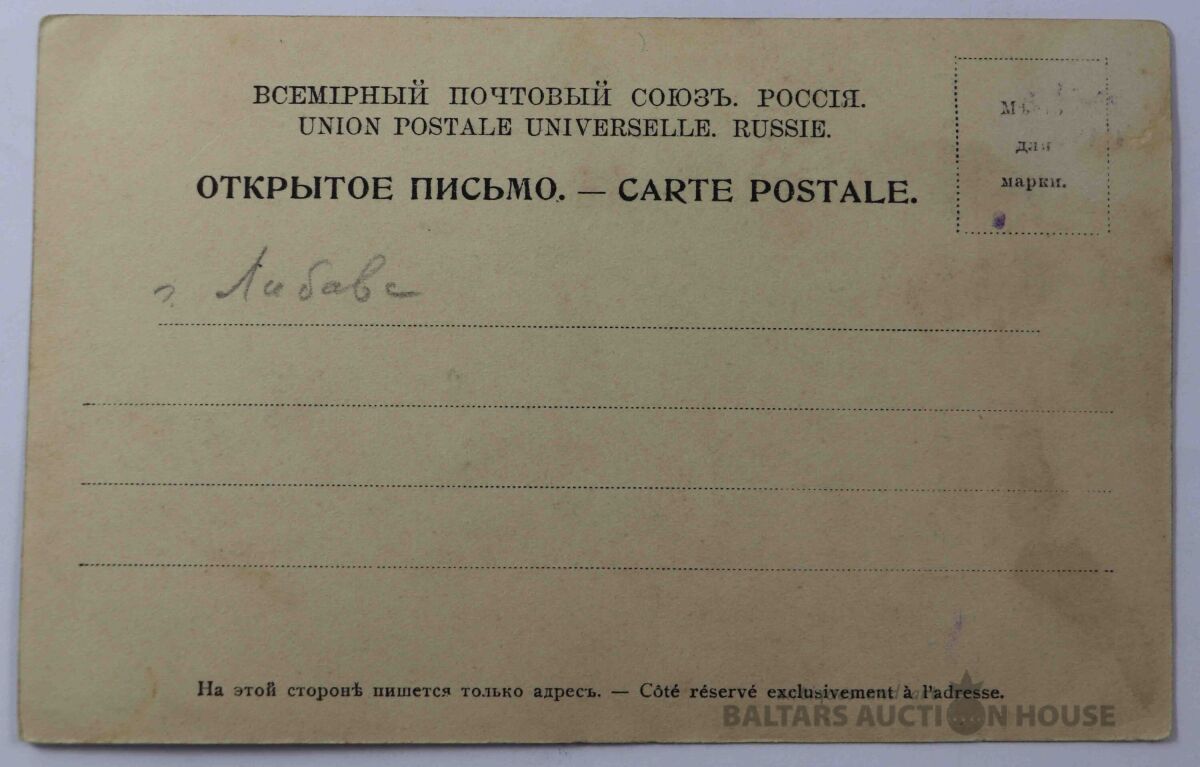 ВСЕМІРНЫЙ ПОЧТОВЫЙ СОЮЗЪ. РОССІЯ.
UNION POSTALE UNIVERSELLE. RUSSIE.
ОТКРЫТОЕ ПИСЬМО. — CARTE POSTALE.
для
марки.
г. Либава
На этой сторонѣ пишется только адресъ. — Côté réservé exclusivement à l'adresse.
BALTARS AUCTION HOUSE